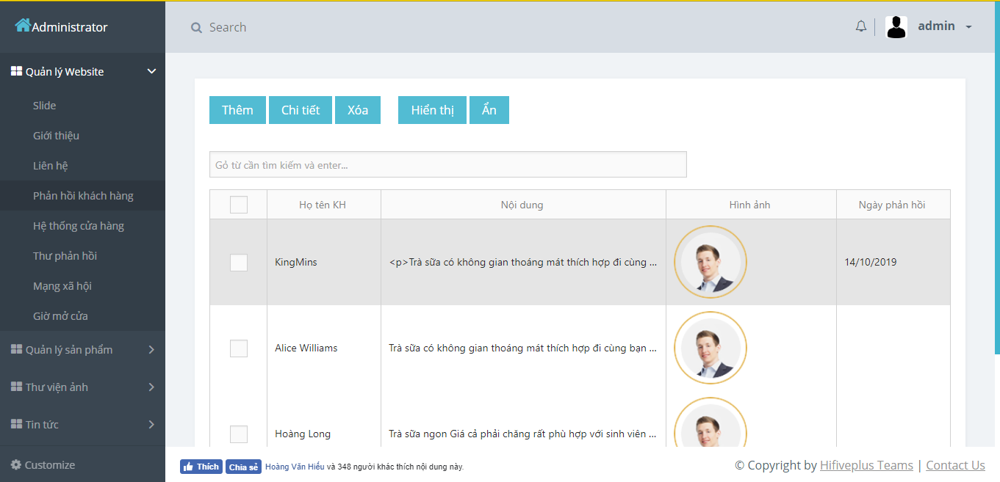 Administrator
Search
admin
Quản lý Website
Slide
Giới thiệu
Liên hệ
Phản hồi khách hàng
Hệ thống cửa hàng
Thư phản hồi
Mạng xã hội
Giờ mở cửa
Quản lý sản phẩm
Thư viện ảnh
Tin tức
Customize
Thêm Chi tiết Xóa Hiển thị Ẩn
Gỏ từ cần tìm kiếm và enter...
Họ tên KH Nội dung Hình ảnh Ngày phản hồi
KingMins <p>Trà sữa có không gian thoáng mát thích hợp đi cùng ... 14/10/2019
Alice Williams Trà sữa có không gian thoáng mát thích hợp đi cùng bạn ...
Hoàng Long Trà sữa ngon Giá cả phải chăng rất phù hợp với sinh viên ...
Thích Chia sẻ Hoàng Văn Hiếu và 348 người khác thích nội dung này.
© Copyright by Hifiveplus Teams | Contact Us